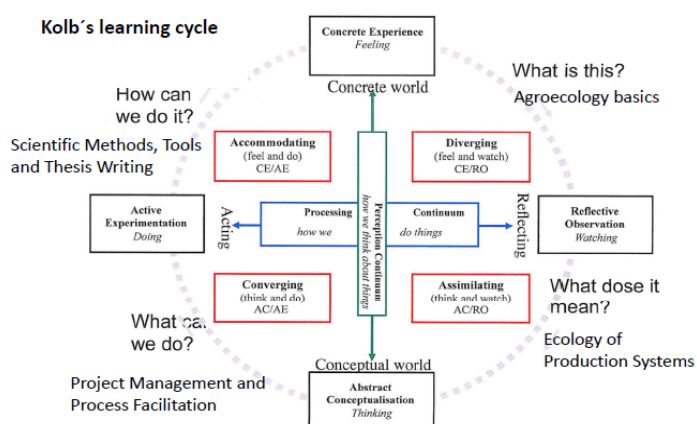 Kolb´s learning cycle
Concrete Experience
Feeling
Concrete world
What is this?
Agroecology basics
How can
we do it?
Scientific Methods, Tools
and Thesis Writing
Accommodating
(feel and do)
CE/AE
Diverging
(feel and watch)
CE/RO
Active
Experimentation
Doing
Acting
Processing
how we
Perception Continuum
how we think about things
Continuum
do things
Reflecting
Reflective
Observation
Watching
Converging
(think and do)
AC/AE
Assimilating
(think and watch)
AC/RO
What dose it
mean?
Ecology of
Production Systems
What ca
we do?
Project Management and
Process Facilitation
Conceptual world
Abstract
Conceptualisation
Thinking